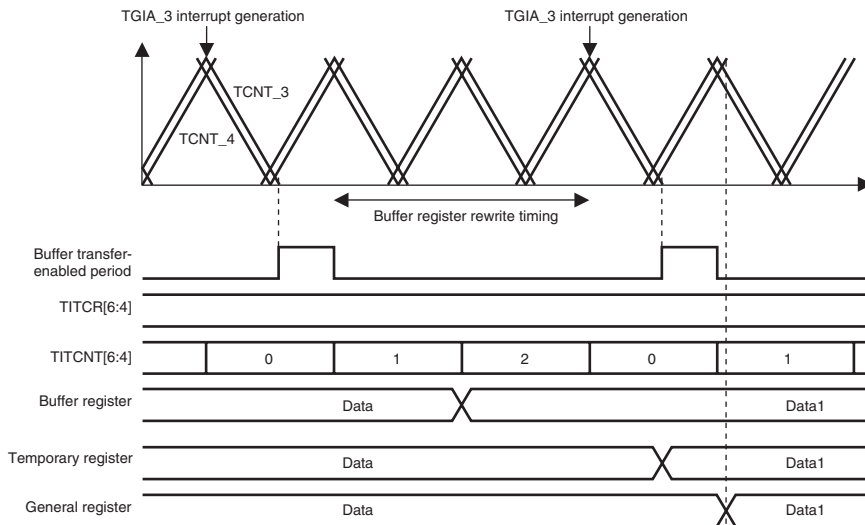 TGIA_3 interrupt generation
TGIA_3 interrupt generation
TCNT_3
TCNT_4
Buffer register rewrite timing
Buffer transfer-
enabled period
TITCR[6:4]
TITCNT[6:4] 0 1 2 0 1
Buffer register Data Data1
Temporary register Data Data1
General register Data Data1